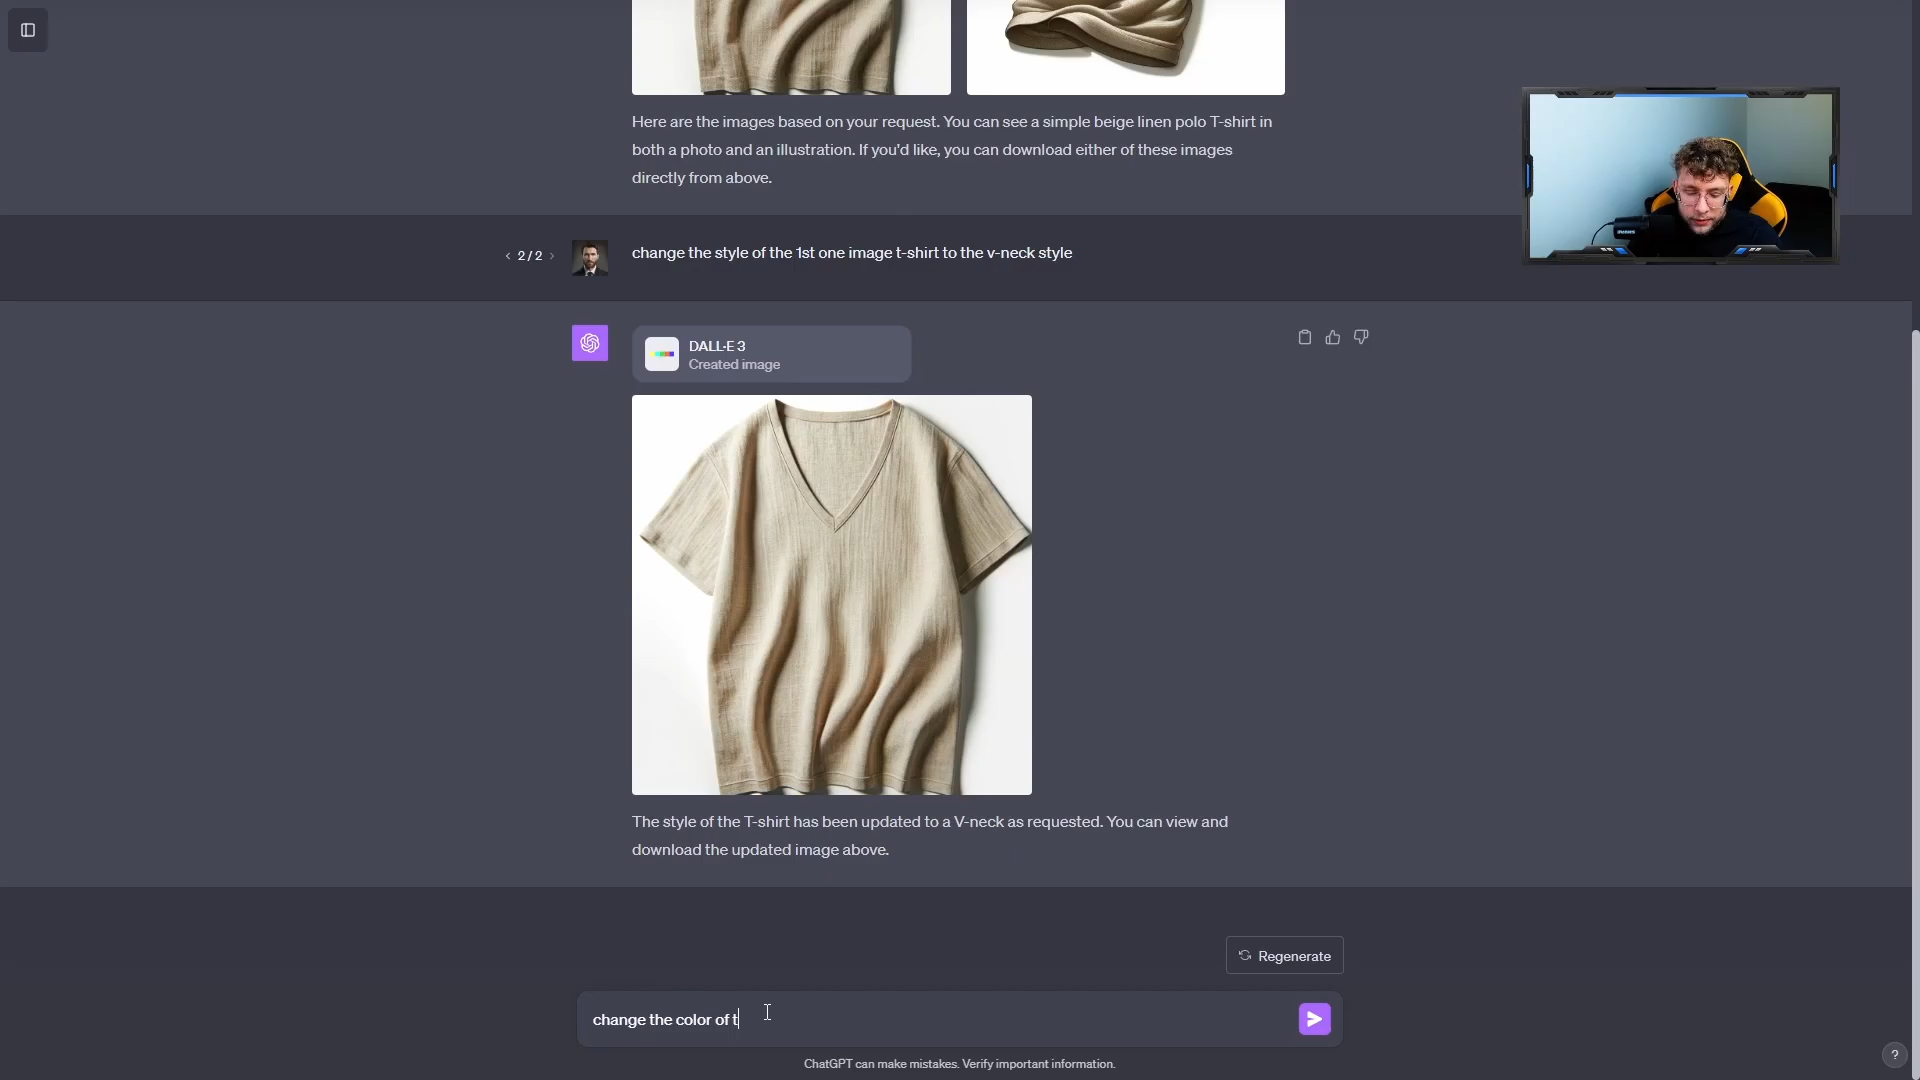 Here are the images based on your request. You can see a simple beige linen polo T-shirt in
both a photo and an illustration. If you'd like, you can download either of these images
directly from above.
< 2 / 2 >
change the style of the 1st one image t-shirt to the v-neck style
DALL·E 3
Created image
The style of the T-shirt has been updated to a V-neck as requested. You can view and
download the updated image above.
Regenerate
change the color of t
ChatGPT can make mistakes. Verify important information.
?